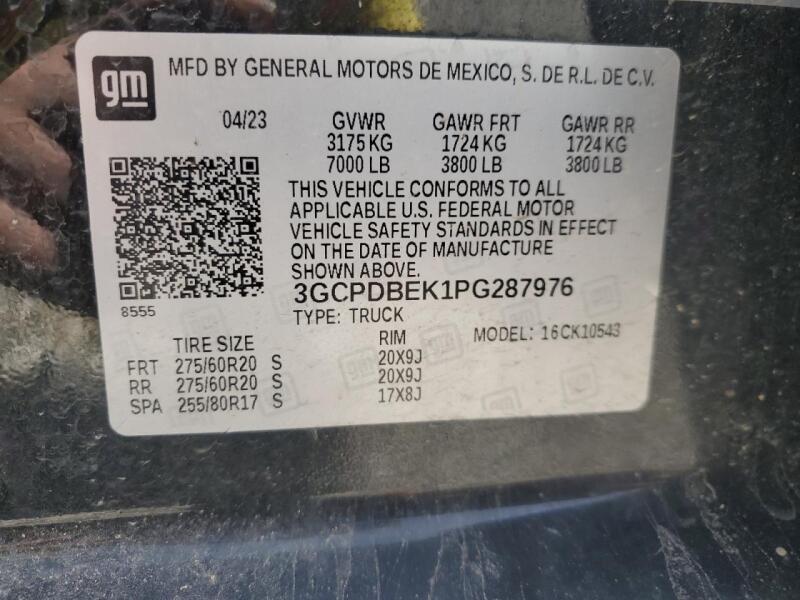 gm
MFD BY GENERAL MOTORS DE MEXICO, S. DE R.L. DE C.V.
04/23 GVWR GAWR FRT GAWR RR
3175 KG 1724 KG 1724 KG
7000 LB 3800 LB 3800 LB
THIS VEHICLE CONFORMS TO ALL
APPLICABLE U.S. FEDERAL MOTOR
VEHICLE SAFETY STANDARDS IN EFFECT
ON THE DATE OF MANUFACTURE
SHOWN ABOVE.
3GCPDBEK1PG287976
8555
TYPE: TRUCK
TIRE SIZE RIM MODEL: 16CK10543
FRT 275/60R20 S 20X9J
RR 275/60R20 S 20X9J
SPA 255/80R17 S 17X8J